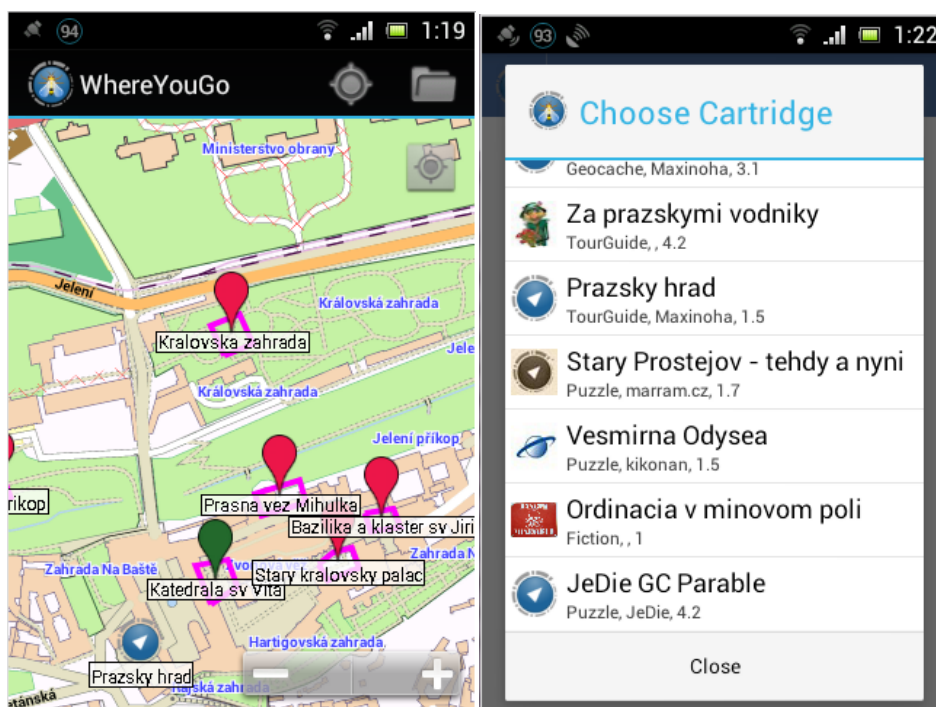 94
1:19
WhereYouGo
Ministerstvo obrany
Jelení
Královská zahrada
Kralovska zahrada
Jele
Královská zahrada
Jelení příkop
rikop
Prasna vez Mihulka
Bazilika a klaster sv Jiri
Zahrada Na Baště
Zahrada N
Stary kralovsky palac
Katedrala sv Vita
Hartigovská zahrada
Prazsky hrad
Rajská zahrada
93
1:22
Choose Cartridge
Geocache, Maxinoha, 3.1
Za prazskymi vodniky
TourGuide, , 4.2
Prazsky hrad
TourGuide, Maxinoha, 1.5
Stary Prostejov - tehdy a nyni
Puzzle, marram.cz, 1.7
Vesmirna Odysea
Puzzle, kikonan, 1.5
Ordinacia v minovom poli
Fiction, , 1
JeDie GC Parable
Puzzle, JeDie, 4.2
Close